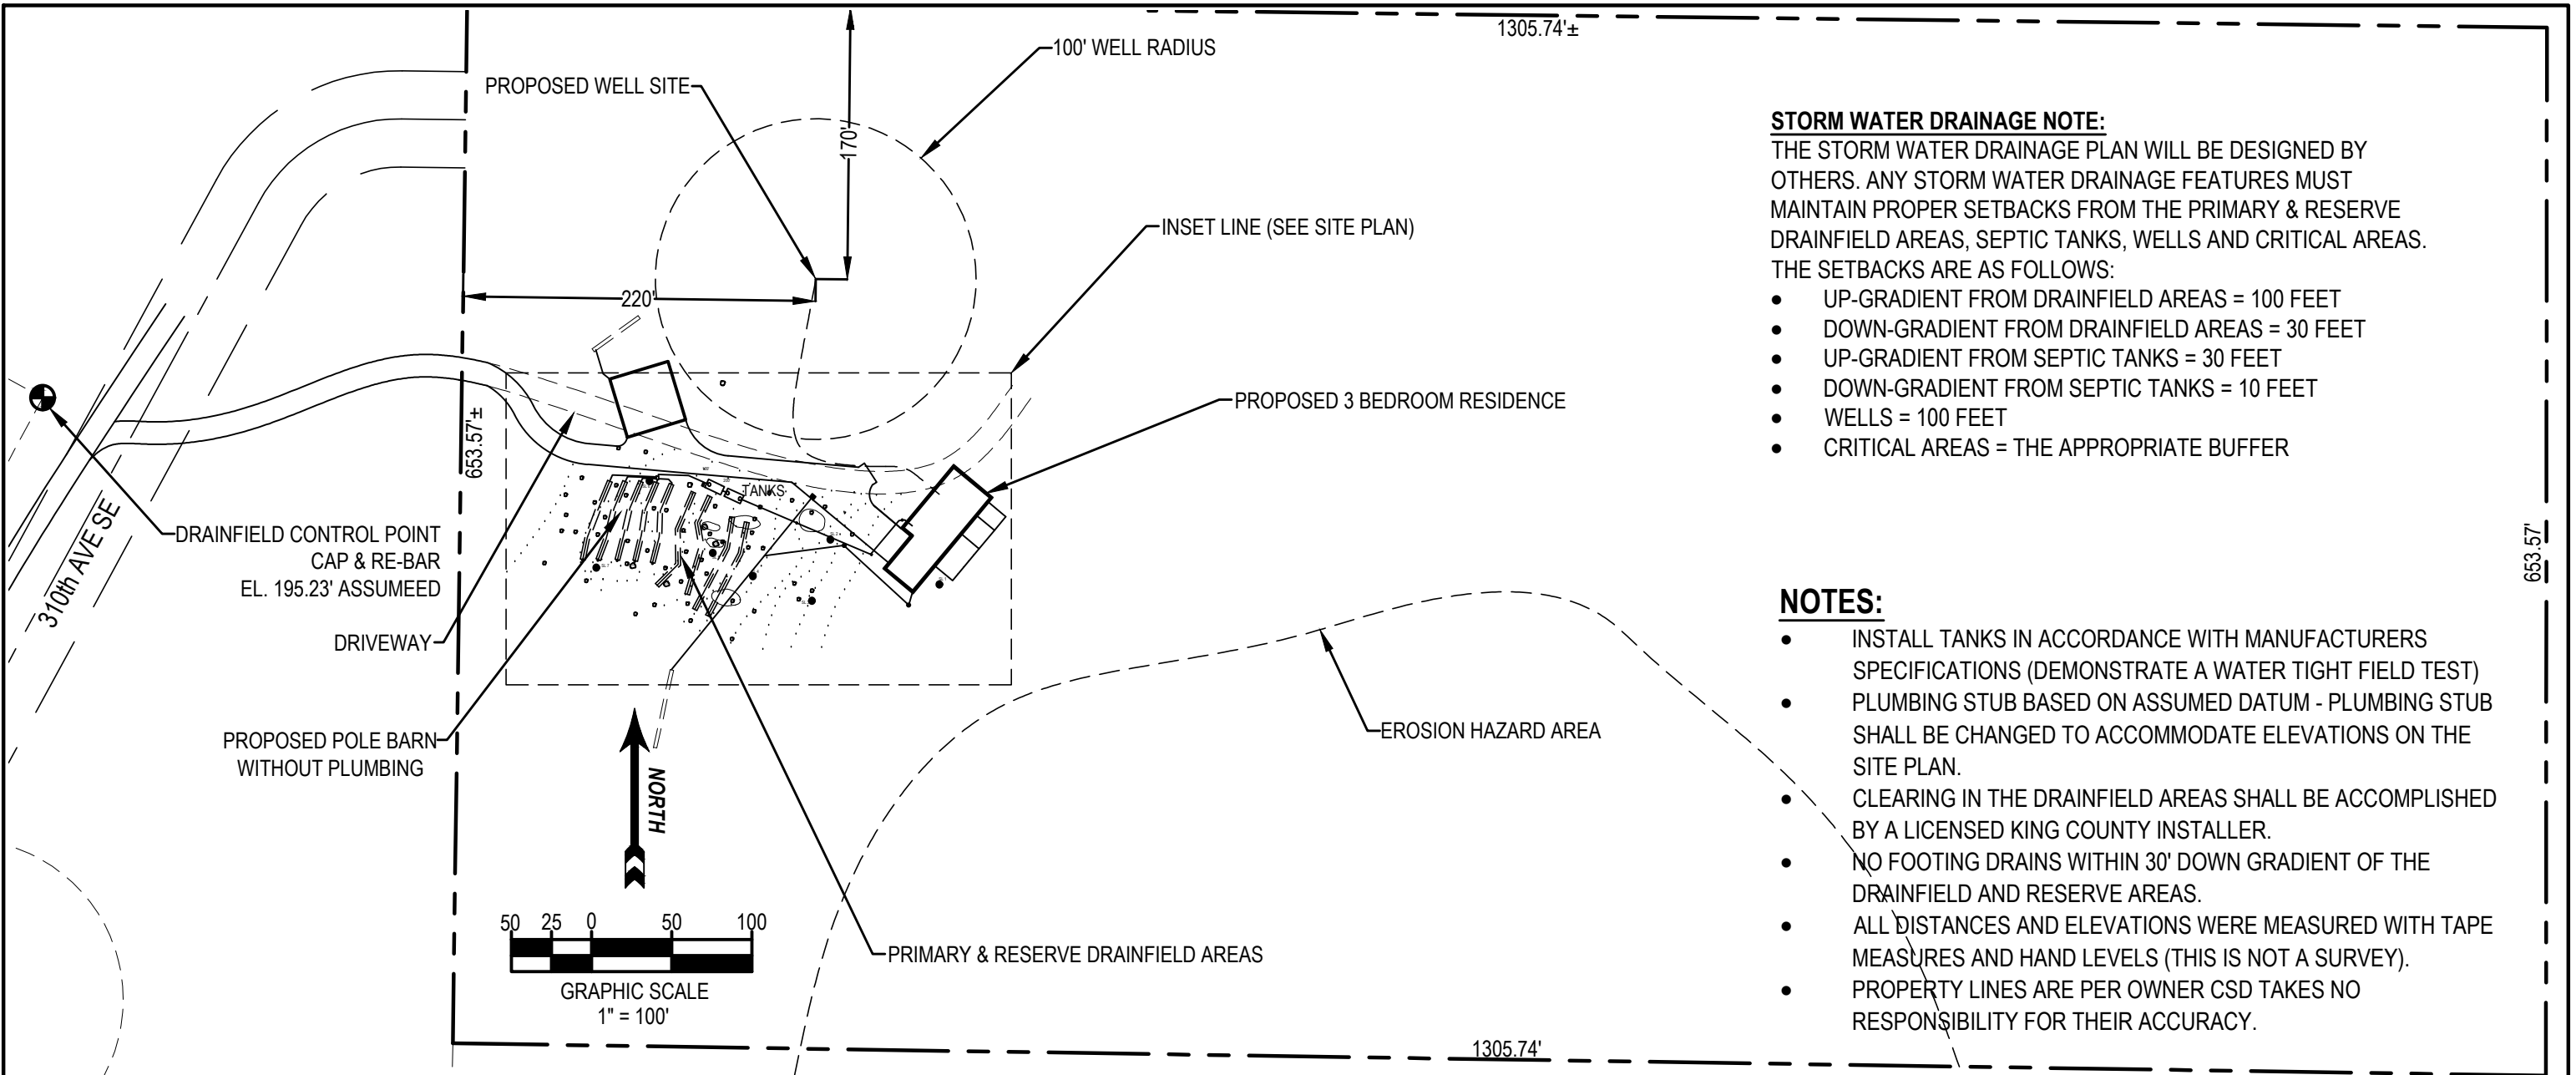 1305.74'±
100' WELL RADIUS
PROPOSED WELL SITE
170'
INSET LINE (SEE SITE PLAN)
220'
PROPOSED 3 BEDROOM RESIDENCE
653.57'±
TANKS
310th AVE SE
DRAINFIELD CONTROL POINT
CAP & RE-BAR
EL. 195.23' ASSUMEED
DRIVEWAY
PROPOSED POLE BARN
WITHOUT PLUMBING
NORTH
EROSION HAZARD AREA
PRIMARY & RESERVE DRAINFIELD AREAS
50 25 0 50 100
GRAPHIC SCALE
1" = 100'
1305.74'
653.57'
STORM WATER DRAINAGE NOTE:
THE STORM WATER DRAINAGE PLAN WILL BE DESIGNED BY
OTHERS. ANY STORM WATER DRAINAGE FEATURES MUST
MAINTAIN PROPER SETBACKS FROM THE PRIMARY & RESERVE
DRAINFIELD AREAS, SEPTIC TANKS, WELLS AND CRITICAL AREAS.
THE SETBACKS ARE AS FOLLOWS:
• UP-GRADIENT FROM DRAINFIELD AREAS = 100 FEET
• DOWN-GRADIENT FROM DRAINFIELD AREAS = 30 FEET
• UP-GRADIENT FROM SEPTIC TANKS = 30 FEET
• DOWN-GRADIENT FROM SEPTIC TANKS = 10 FEET
• WELLS = 100 FEET
• CRITICAL AREAS = THE APPROPRIATE BUFFER
NOTES:
• INSTALL TANKS IN ACCORDANCE WITH MANUFACTURERS
SPECIFICATIONS (DEMONSTRATE A WATER TIGHT FIELD TEST)
• PLUMBING STUB BASED ON ASSUMED DATUM - PLUMBING STUB
SHALL BE CHANGED TO ACCOMMODATE ELEVATIONS ON THE
SITE PLAN.
• CLEARING IN THE DRAINFIELD AREAS SHALL BE ACCOMPLISHED
BY A LICENSED KING COUNTY INSTALLER.
• NO FOOTING DRAINS WITHIN 30' DOWN GRADIENT OF THE
DRAINFIELD AND RESERVE AREAS.
• ALL DISTANCES AND ELEVATIONS WERE MEASURED WITH TAPE
MEASURES AND HAND LEVELS (THIS IS NOT A SURVEY).
• PROPERTY LINES ARE PER OWNER CSD TAKES NO
RESPONSIBILITY FOR THEIR ACCURACY.